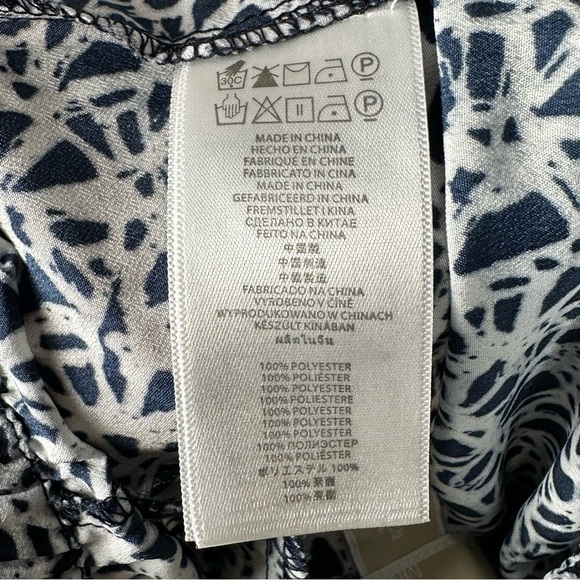 30C P
P
MADE IN CHINA
HECHO EN CHINA
FABRIQUÉ EN CHINE
FABBRICATO IN CINA
MADE IN CHINA
GEFABRICEERD IN CHINA
FREMSTILLET I KINA
СДЕЛАНО В КИТАЕ
FEITO NA CHINA
中國製
中国制造
中國製造
FABRICADO NA CHINA
VYROBENO V ČÍNĚ
WYPRODUKOWANO W CHINACH
KÉSZÜLT KÍNÁBAN
ผลิตในจีน
100% POLYESTER
100% POLIÉSTER
100% POLYESTER
100% POLIESTERE
100% POLYESTER
100% POLYESTER
100% POLYESTER
100% ПОЛИЭСТЕР
100% POLIÉSTER
ポリエステル 100%
100% 聚酯
100% 聚酯